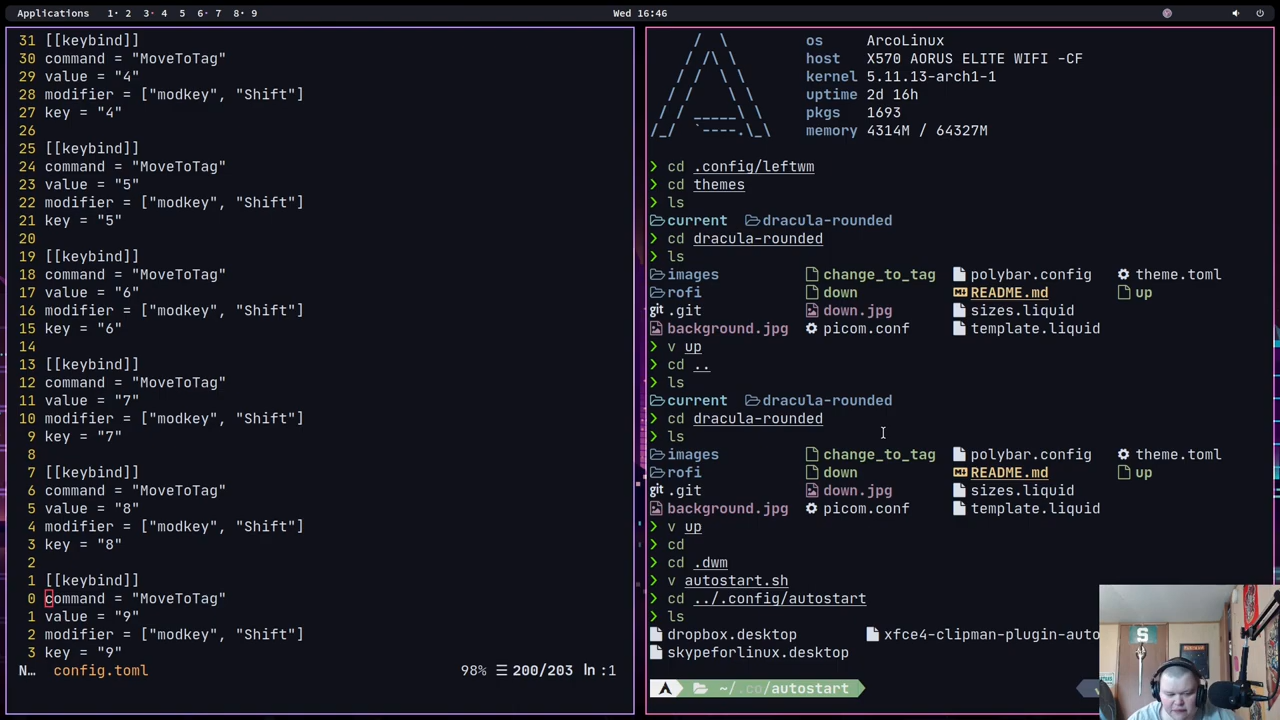 Applications 1· 2 3· 4 5 6· 7 8· 9
Wed 16:46
31 [[keybind]]
30 command = "MoveToTag"
29 value = "4"
28 modifier = ["modkey", "Shift"]
27 key = "4"
26
25 [[keybind]]
24 command = "MoveToTag"
23 value = "5"
22 modifier = ["modkey", "Shift"]
21 key = "5"
20
19 [[keybind]]
18 command = "MoveToTag"
17 value = "6"
16 modifier = ["modkey", "Shift"]
15 key = "6"
14
13 [[keybind]]
12 command = "MoveToTag"
11 value = "7"
10 modifier = ["modkey", "Shift"]
9 key = "7"
8
7 [[keybind]]
6 command = "MoveToTag"
5 value = "8"
4 modifier = ["modkey", "Shift"]
3 key = "8"
2
1 [[keybind]]
0 command = "MoveToTag"
1 value = "9"
2 modifier = ["modkey", "Shift"]
3 key = "9"
N… config.toml 98% ☰ 200/203 ㏑:1
os ArcoLinux
host X570 AORUS ELITE WIFI -CF
kernel 5.11.13-arch1-1
uptime 2d 16h
pkgs 1693
memory 4314M / 64327M
❯ cd .config/leftwm
❯ cd themes
❯ ls
current dracula-rounded
❯ cd dracula-rounded
❯ ls
images change_to_tag polybar.config theme.toml
rofi down README.md up
git .git down.jpg sizes.liquid
background.jpg picom.conf template.liquid
❯ v up
❯ cd ..
❯ ls
current dracula-rounded
❯ cd dracula-rounded
❯ ls
images change_to_tag polybar.config theme.toml
rofi down README.md up
git .git down.jpg sizes.liquid
background.jpg picom.conf template.liquid
❯ v up
❯ cd
❯ cd .dwm
❯ v autostart.sh
❯ cd ../.config/autostart
❯ ls
dropbox.desktop xfce4-clipman-plugin-auto
skypeforlinux.desktop
~/.co/autostart
S